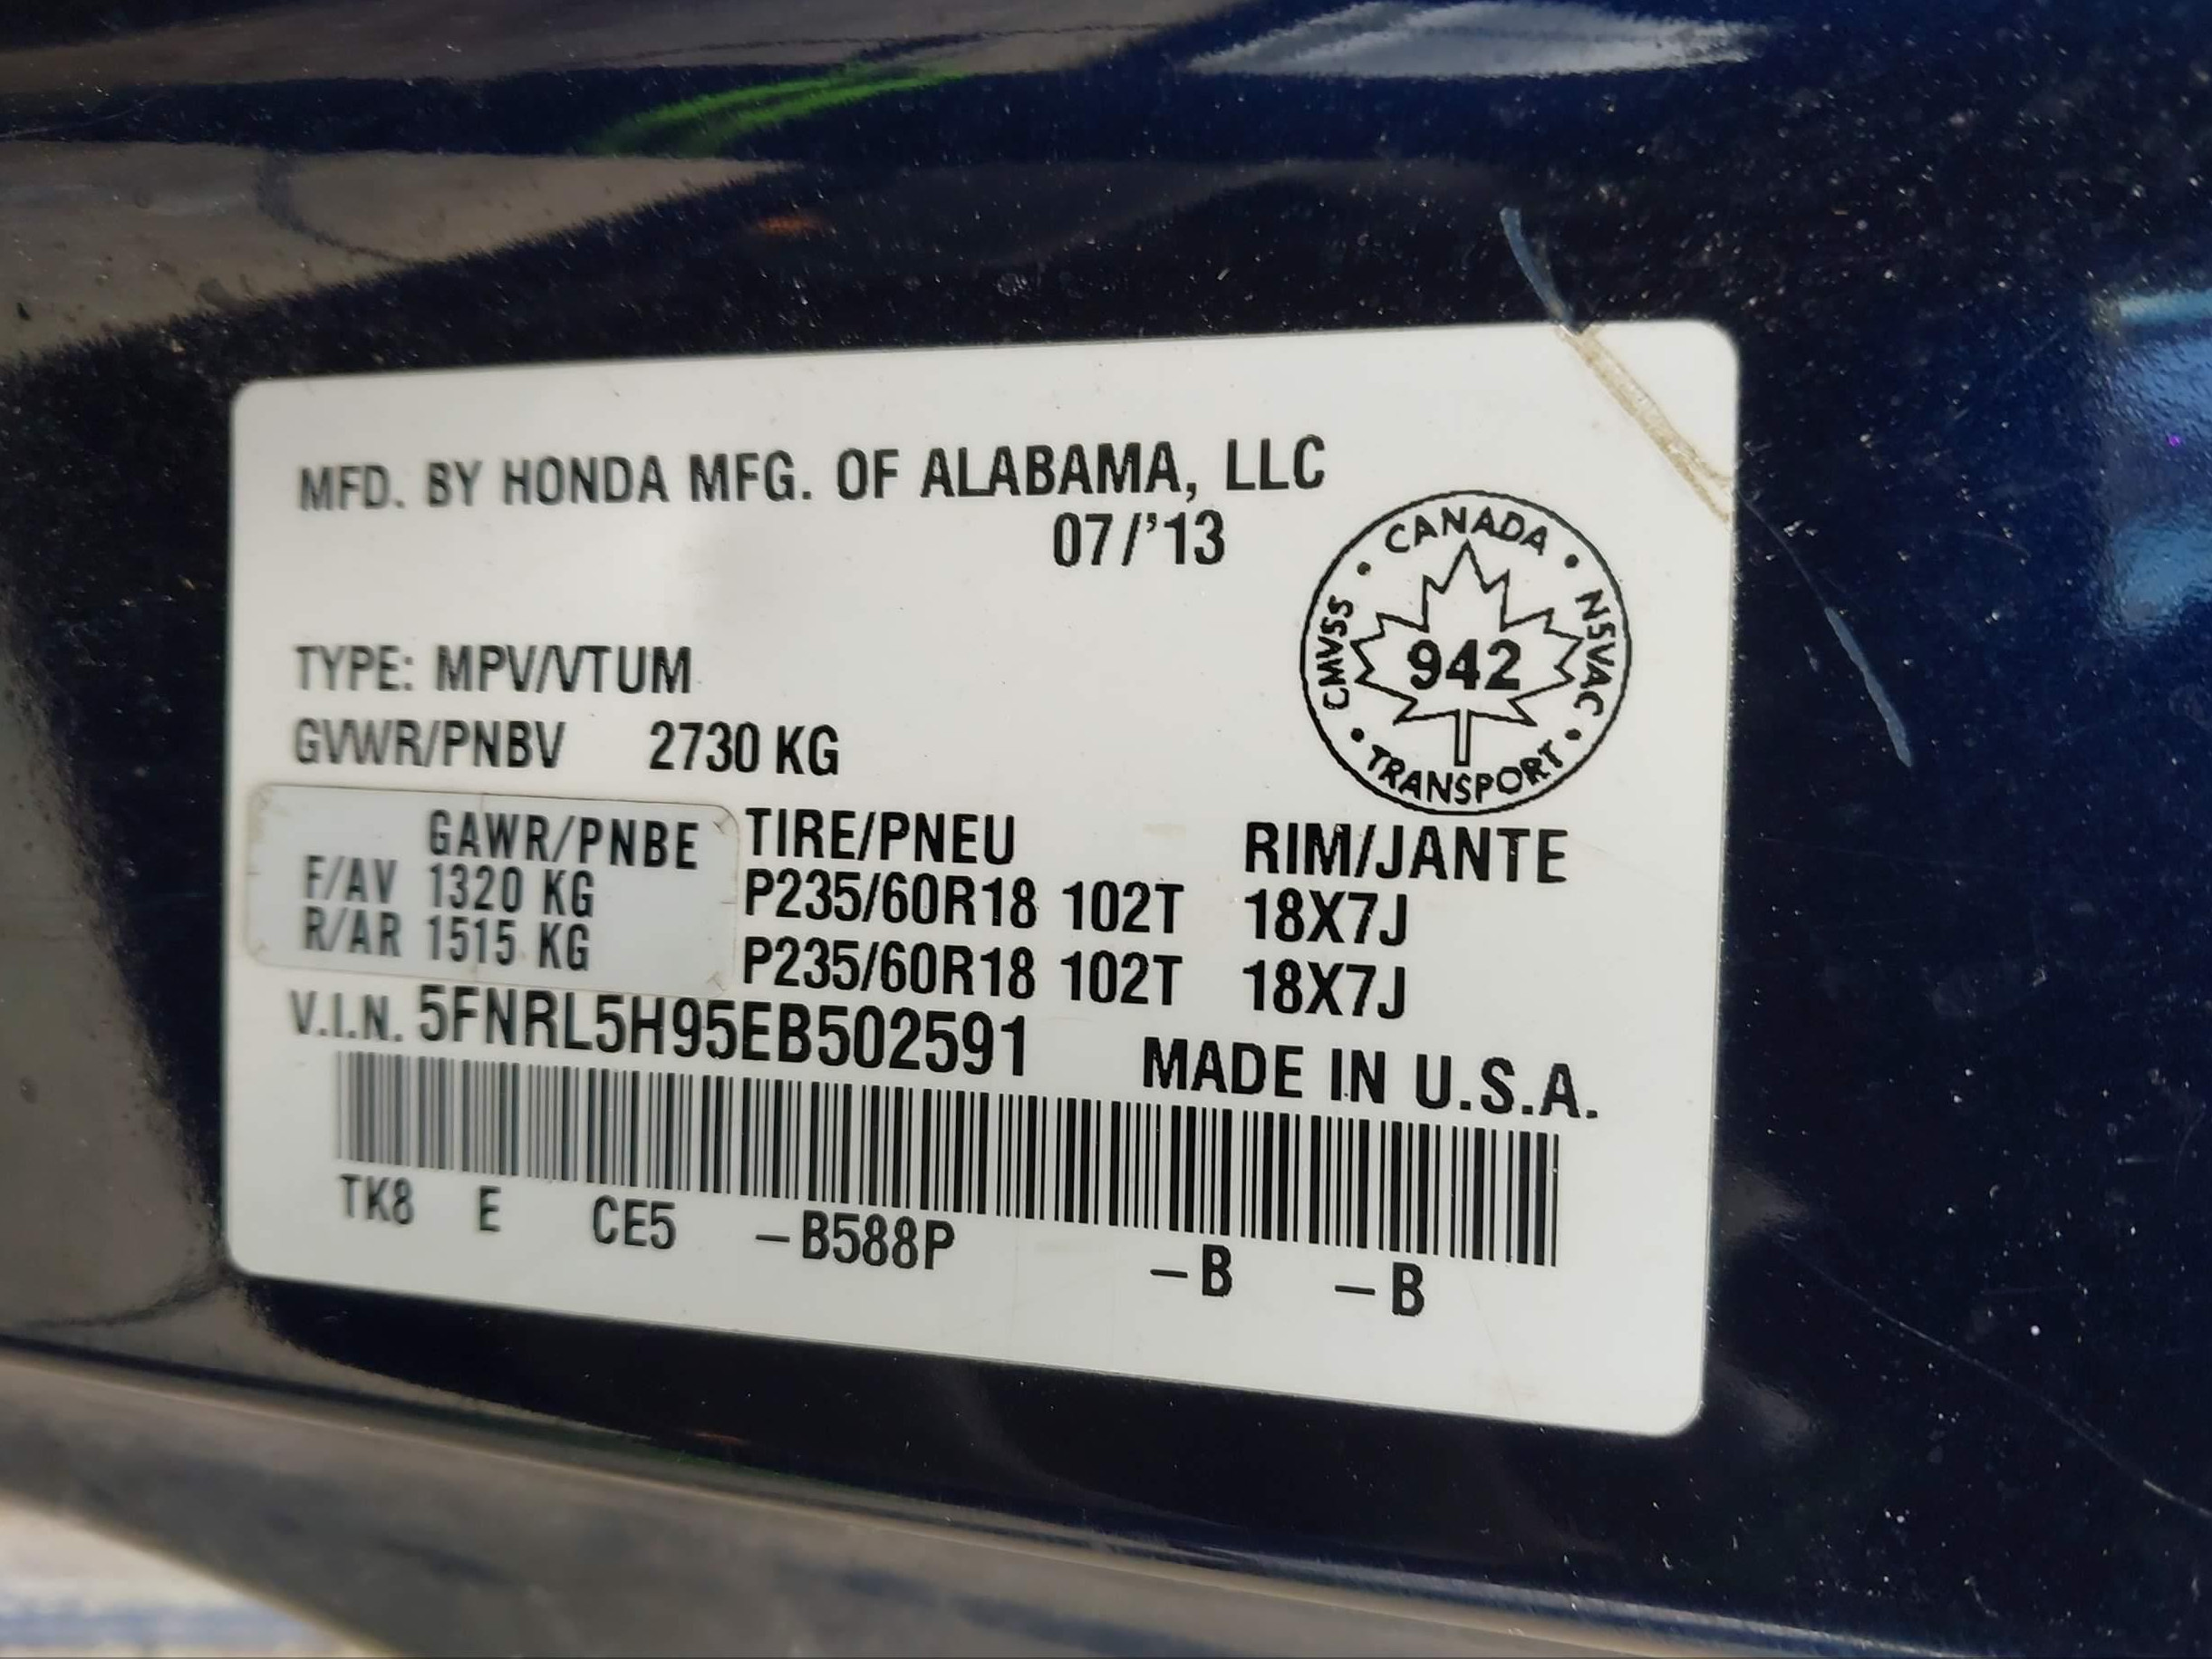 MFD. BY HONDA MFG. OF ALABAMA, LLC
07/'13
CANADA
CMVSS
942
NSVAC
TRANSPORT
TYPE: MPV/VTUM
GVWR/PNBV 2730 KG
GAWR/PNBE TIRE/PNEU RIM/JANTE
F/AV 1320 KG P235/60R18 102T 18X7J
R/AR 1515 KG P235/60R18 102T 18X7J
V.I.N. 5FNRL5H95EB502591 MADE IN U.S.A.
TK8 E CE5 –B588P –B –B